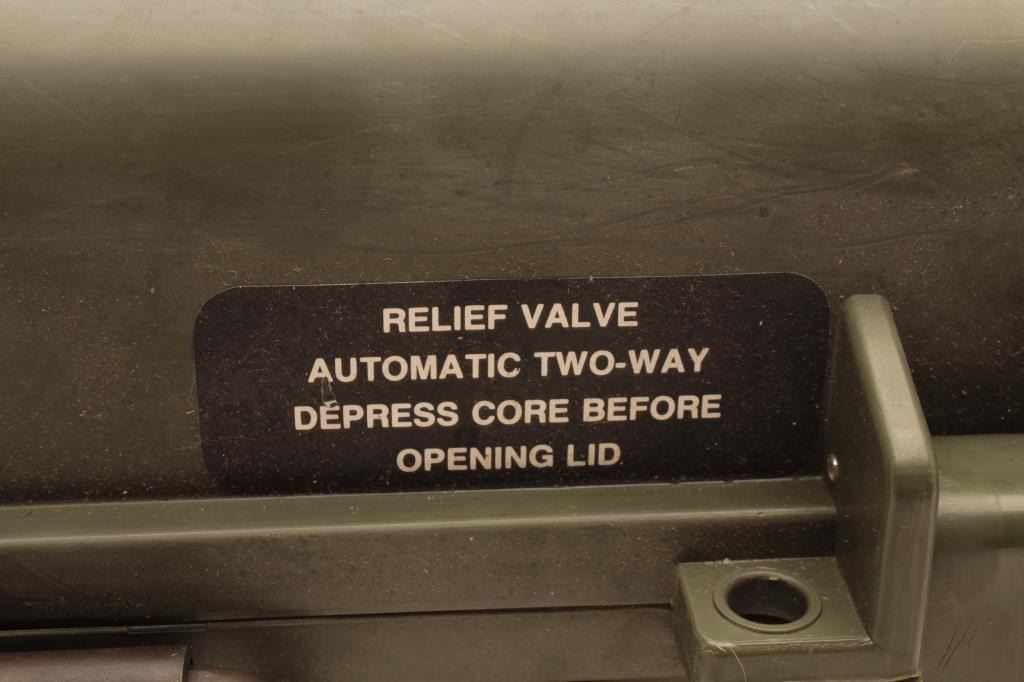 RELIEF VALVE
AUTOMATIC TWO-WAY
DEPRESS CORE BEFORE
OPENING LID